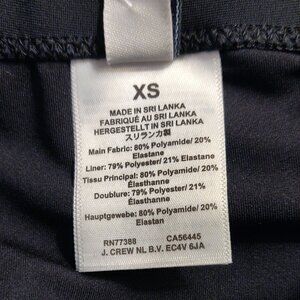 XS
MADE IN SRI LANKA
FABRIQUÉ AU SRI LANKA
HERGESTELLT IN SRI LANKA
スリランカ製
Main Fabric: 80% Polyamide/ 20%
Elastane
Liner: 79% Polyester/ 21% Elastane
Tissu Principal: 80% Polyamide/ 20%
Élasthanne
Doublure: 79% Polyester/ 21%
Élasthanne
Hauptgewebe: 80% Polyamid/ 20%
Elastan
RN77388 CA56445
J. CREW NL B.V. EC4V 6JA